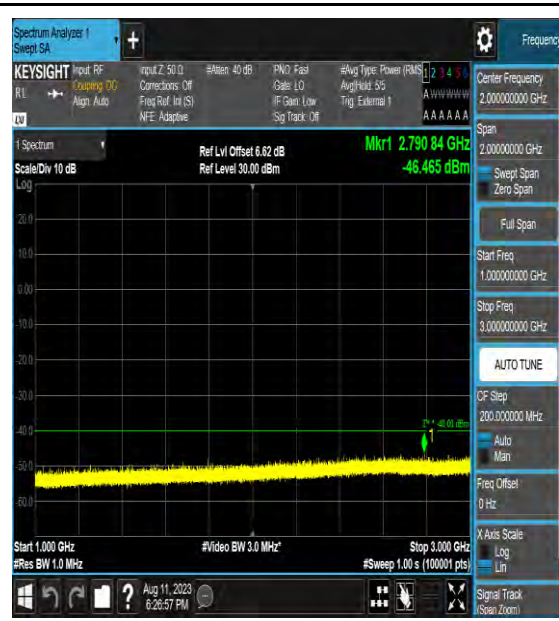 Spectrum Analyzer 1
Swept SA
Frequency
KEYSIGHT
Input: RF
Input Z: 50 Ω
#Atten: 40 dB
PNO: Fast
#Avg Type: Power (RMS
1 2 3 4 5 6
RL
Coupling: DC
Corrections: Off
Gate: LO
Avg|Hold: 5/5
A W W W W W
Align: Auto
Freq Ref: Int (S)
IF Gain: Low
Trig: External 1
NFE: Adaptive
Sig Track: Off
A A A A A A
1 Spectrum
Ref Lvl Offset 6.62 dB
Mkr1 2.790 84 GHz
Scale/Div 10 dB
Ref Level 30.00 dBm
-46.465 dBm
Log
20.0
10.0
0.00
-10.0
-20.0
-30.0
-40.0
-50.0
-60.0
1
Start 1.000 GHz
#Video BW 3.0 MHz*
Stop 3.000 GHz
#Res BW 1.0 MHz
#Sweep 1.00 s (100001 pts)
Aug 11, 2023
6:26:57 PM
Center Frequency
2.000000000 GHz
Span
2.00000000 GHz
Swept Span
Zero Span
Full Span
Start Freq
1.000000000 GHz
Stop Freq
3.000000000 GHz
AUTO TUNE
CF Step
200.000000 MHz
Auto
Man
Freq Offset
0 Hz
X Axis Scale
Log
Lin
Signal Track
(Span Zoom)